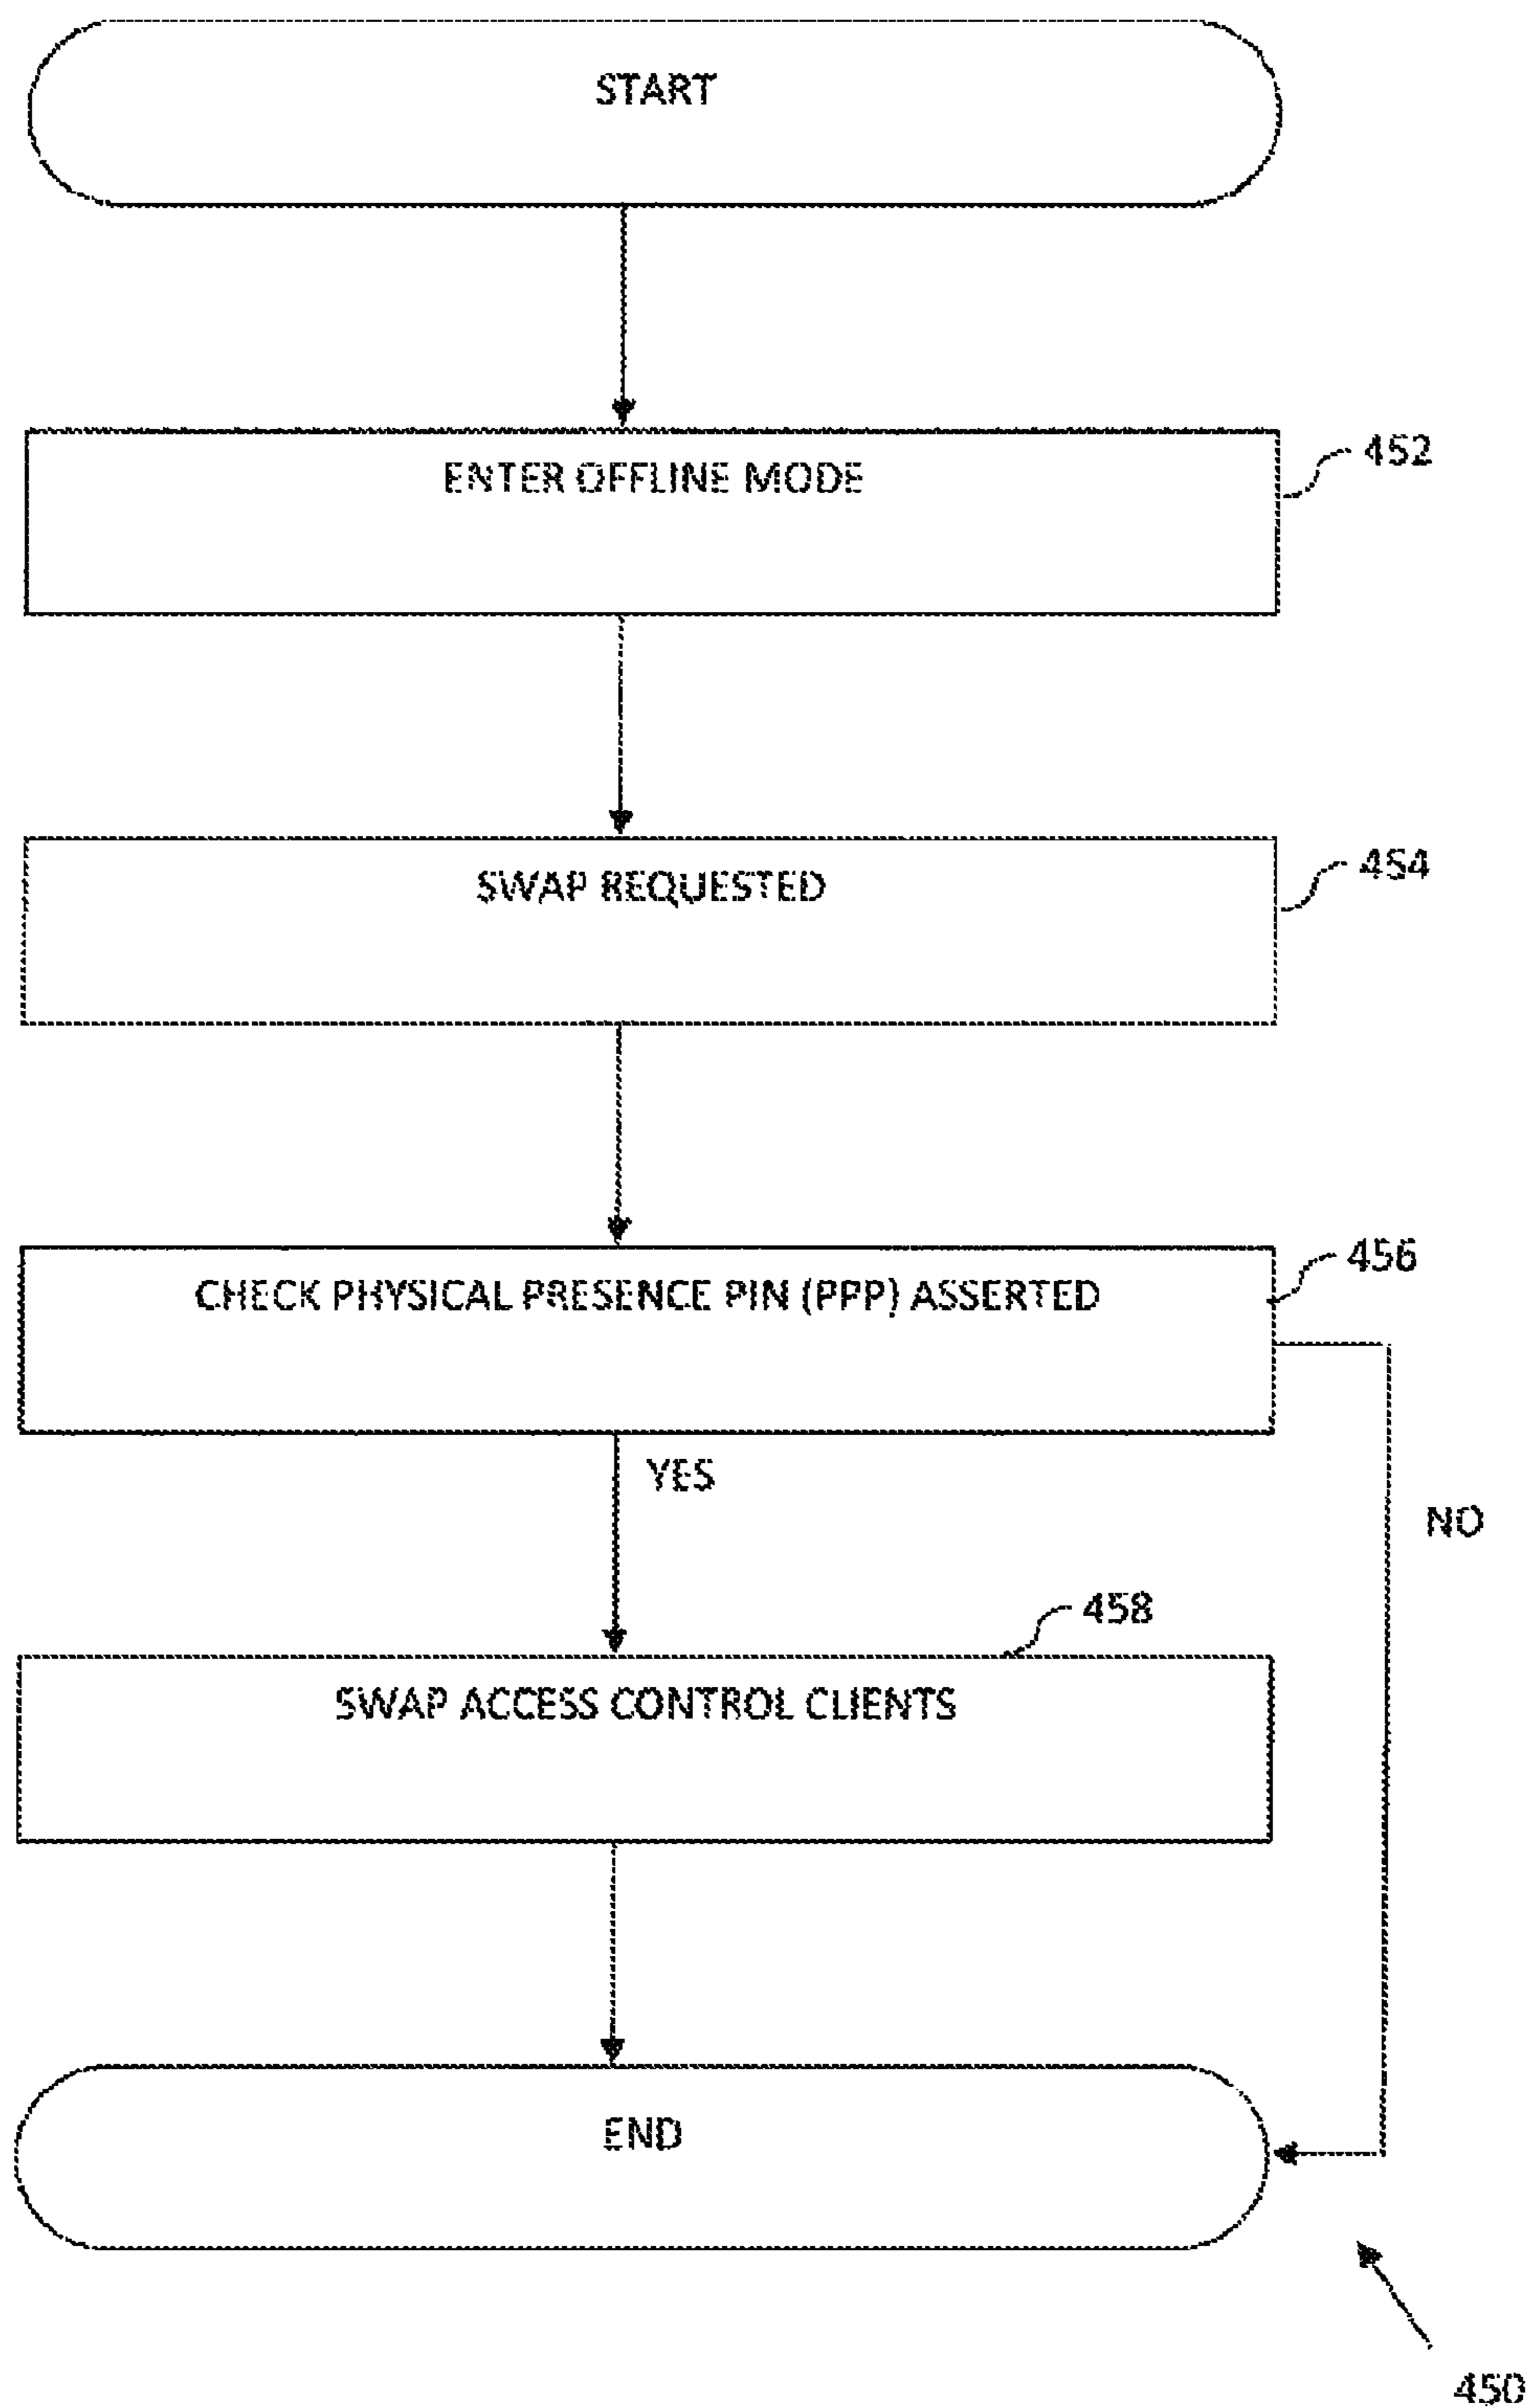 START
ENTER OFFLINE MODE
452
SWAP REQUESTED
454
CHECK PHYSICAL PRESENCE PIN (PPP) ASSERTED
456
YES
NO
458
SWAP ACCESS CONTROL CLIENTS
END
450